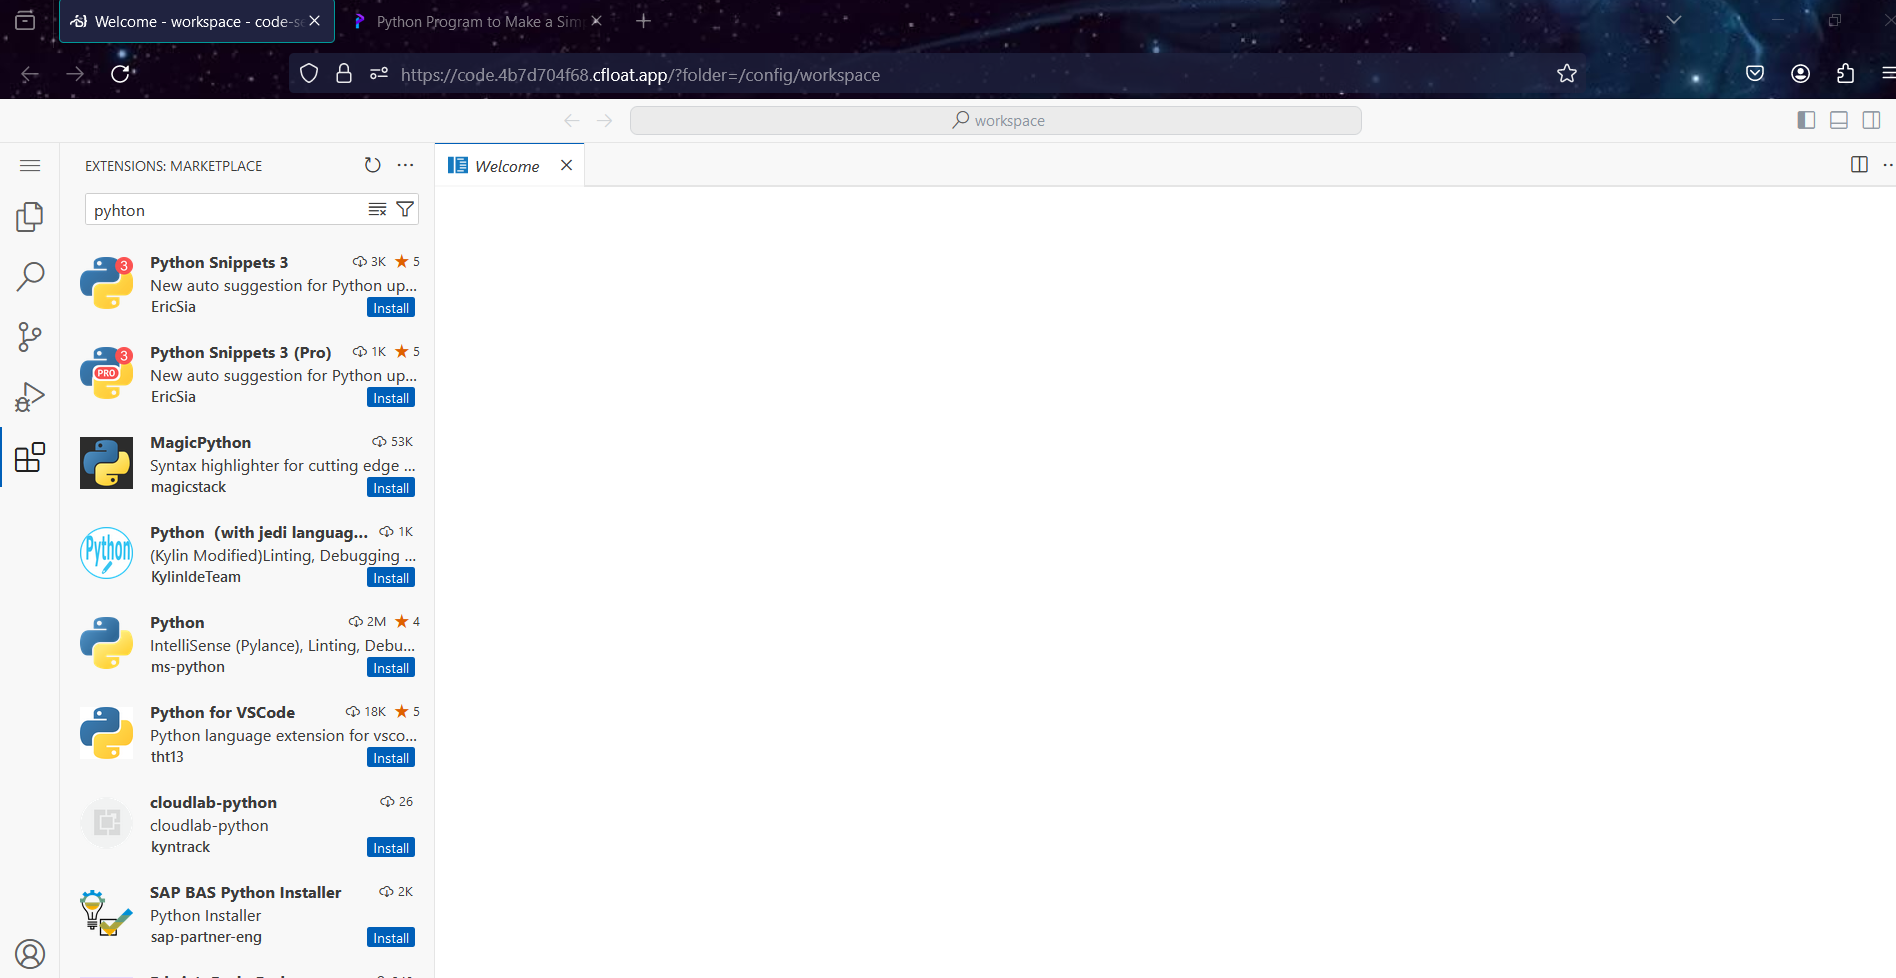 Welcome - workspace - code-se
Python Program to Make a Sim
https://code.4b7d704f68.cfloat.app/?folder=/config/workspace
workspace
EXTENSIONS: MARKETPLACE
Welcome
pyhton
Python Snippets 3 3K 5
New auto suggestion for Python up...
EricSia Install
Python Snippets 3 (Pro) 1K 5
PRO
New auto suggestion for Python up...
EricSia Install
MagicPython 53K
Syntax highlighter for cutting edge ...
magicstack Install
Python (with jedi languag... 1K
Python
(Kylin Modified)Linting, Debugging ...
KylinIdeTeam Install
Python 2M 4
IntelliSense (Pylance), Linting, Debu...
ms-python Install
Python for VSCode 18K 5
Python language extension for vsco...
tht13 Install
cloudlab-python 26
cloudlab-python
kyntrack Install
SAP BAS Python Installer 2K
Python Installer
sap-partner-eng Install